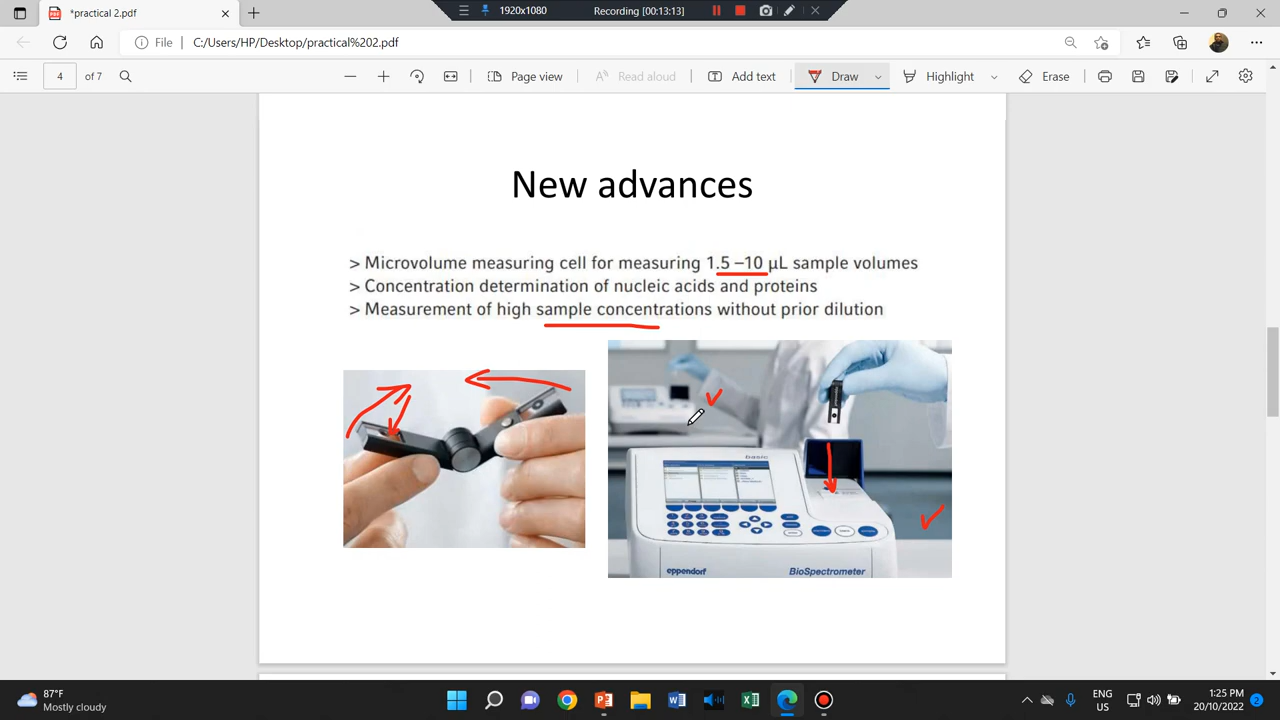 1920x1080
Recording [00:13:13]
*practical 2.pdf
File
C:/Users/HP/Desktop/practical%202.pdf
4
of 7
Page view
Read aloud
Add text
Draw
Highlight
Erase
New advances
> Microvolume measuring cell for measuring 1.5 –10 µL sample volumes
> Concentration determination of nucleic acids and proteins
> Measurement of high sample concentrations without prior dilution
basic
eppendorf
BioSpectrometer
87°F
Mostly cloudy
ENG
US
1:25 PM
20/10/2022
2